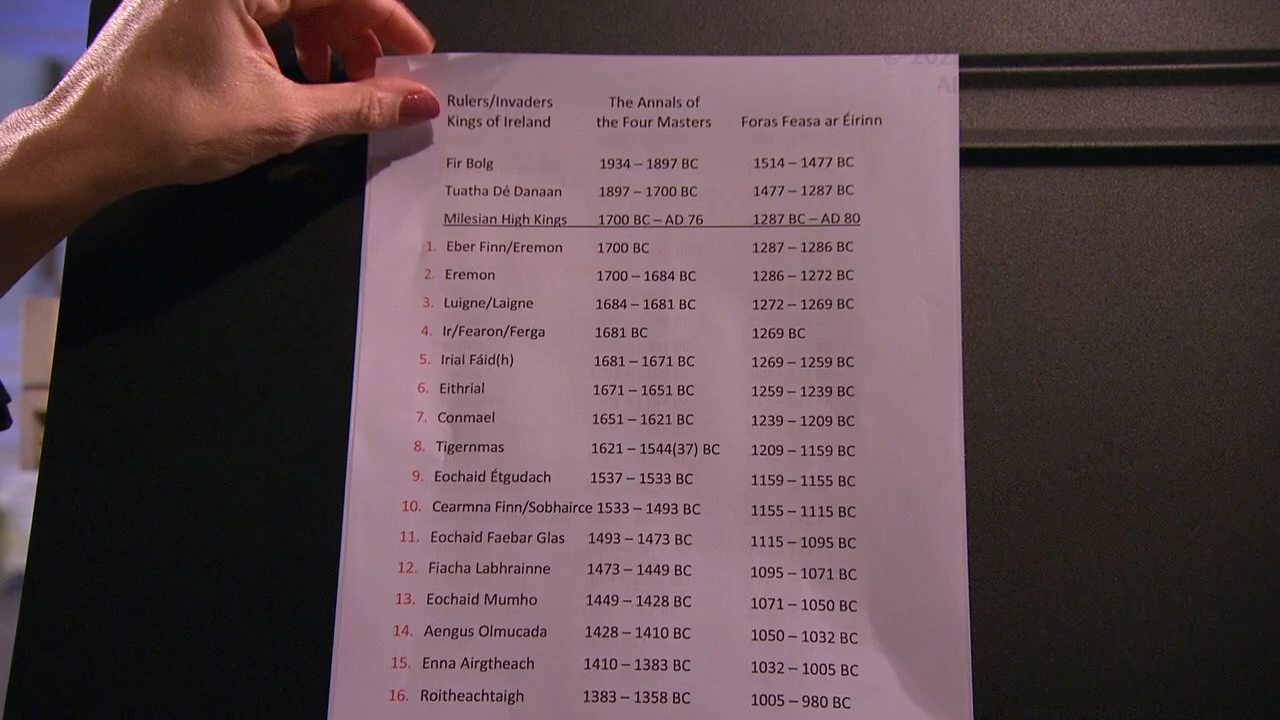 © 202
Rulers/Invaders The Annals of
Kings of Ireland the Four Masters Foras Feasa ar Éirinn
Fir Bolg 1934 – 1897 BC 1514 – 1477 BC
Tuatha Dé Danaan 1897 – 1700 BC 1477 – 1287 BC
Milesian High Kings 1700 BC – AD 76 1287 BC – AD 80
1. Eber Finn/Eremon 1700 BC 1287 – 1286 BC
2. Eremon 1700 – 1684 BC 1286 – 1272 BC
3. Luigne/Laigne 1684 – 1681 BC 1272 – 1269 BC
4. Ir/Fearon/Ferga 1681 BC 1269 BC
5. Irial Fáid(h) 1681 – 1671 BC 1269 – 1259 BC
6. Eithrial 1671 – 1651 BC 1259 – 1239 BC
7. Conmael 1651 – 1621 BC 1239 – 1209 BC
8. Tigernmas 1621 – 1544(37) BC 1209 – 1159 BC
9. Eochaid Étgudach 1537 – 1533 BC 1159 – 1155 BC
10. Cearmna Finn/Sobhairce 1533 – 1493 BC 1155 – 1115 BC
11. Eochaid Faebar Glas 1493 – 1473 BC 1115 – 1095 BC
12. Fiacha Labhrainne 1473 – 1449 BC 1095 – 1071 BC
13. Eochaid Mumho 1449 – 1428 BC 1071 – 1050 BC
14. Aengus Olmucada 1428 – 1410 BC 1050 – 1032 BC
15. Enna Airgtheach 1410 – 1383 BC 1032 – 1005 BC
16. Roitheachtaigh 1383 – 1358 BC 1005 – 980 BC